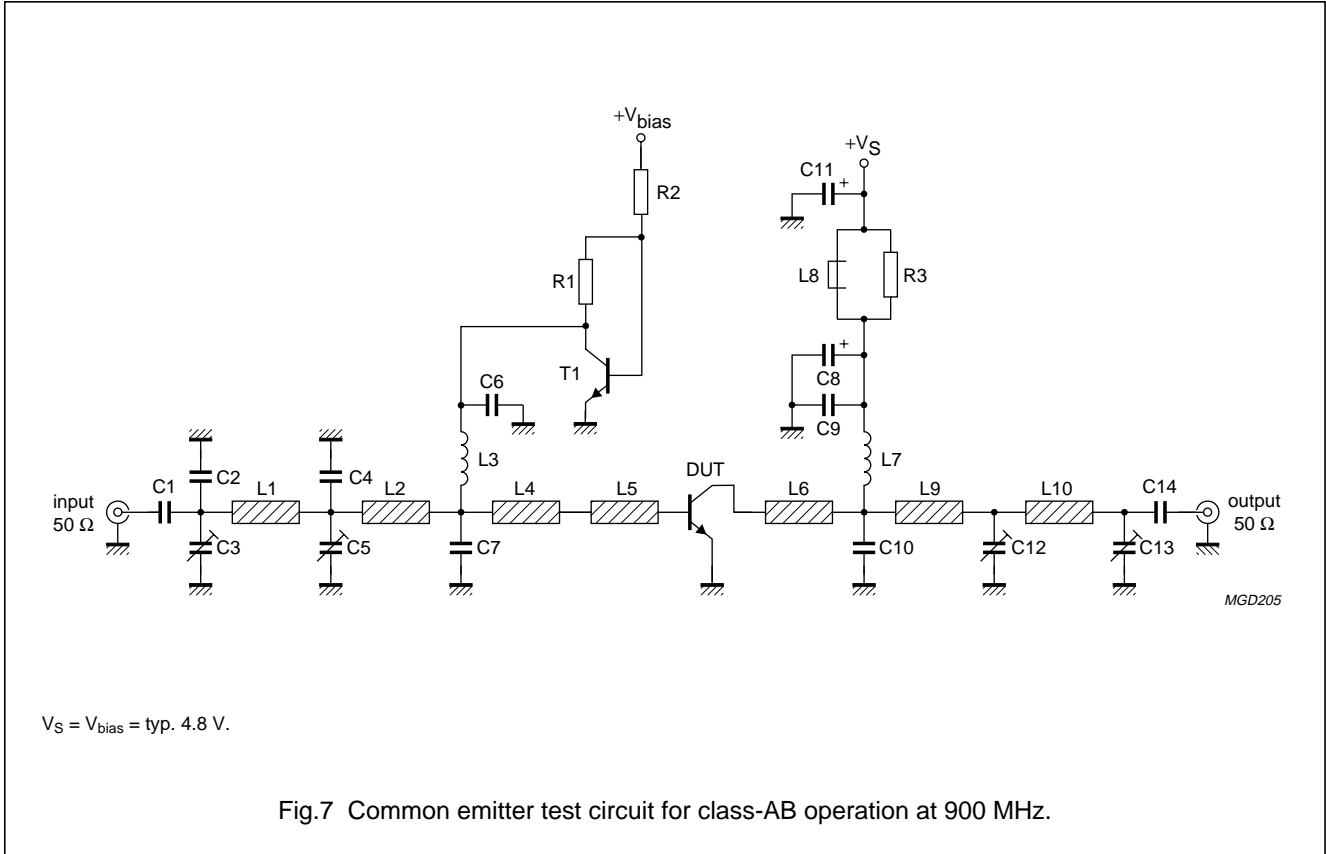 +Vbias
R2
+VS
C11
+
R1
L8
R3
T1
C6
+
C8
C9
L3
L7
DUT
input
50 Ω
C1
C2
L1
C4
L2
L4
L5
L6
L9
L10
C14
output
50 Ω
C3
C5
C7
C10
C12
C13
MGD205
VS = Vbias = typ. 4.8 V.
Fig.7 Common emitter test circuit for class-AB operation at 900 MHz.